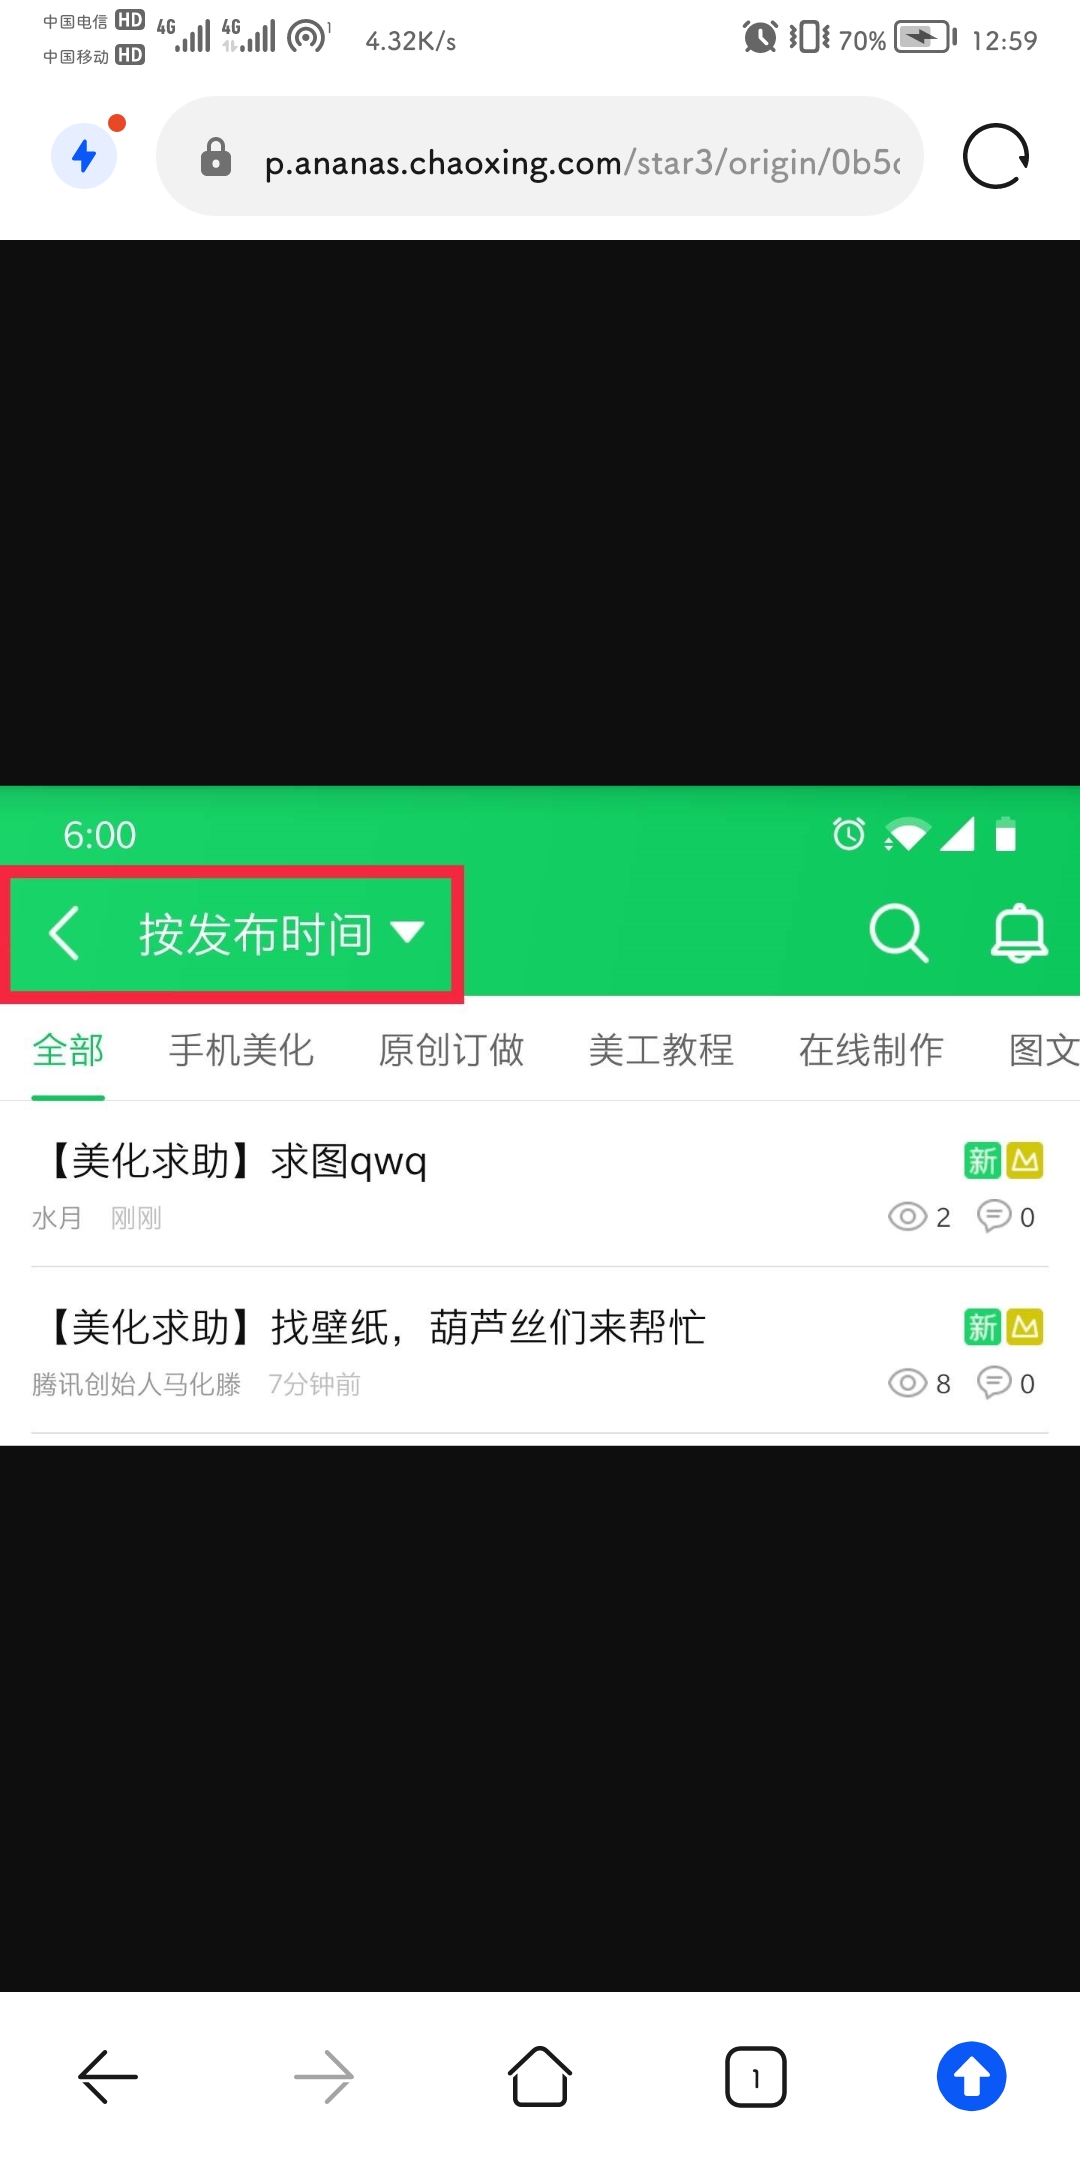 中国电信 HD 4G 4G 1 4.32K/s 70% 12:59
中国移动 HD
p.ananas.chaoxing.com/star3/origin/0b5
6:00
按发布时间
全部 手机美化 原创订做 美工教程 在线制作 图文
【美化求助】求图qwq 新
水月 刚刚 2 0
【美化求助】找壁纸，葫芦丝们来帮忙 新
腾讯创始人马化滕 7分钟前 8 0
1